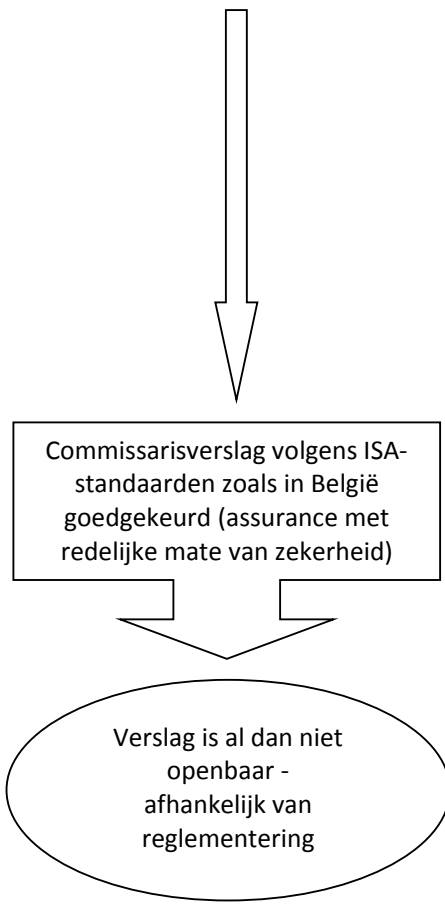 Commissarisverslag volgens ISA-
standaarden zoals in België
goedgekeurd (assurance met
redelijke mate van zekerheid)
Verslag is al dan niet
openbaar -
afhankelijk van
reglementering